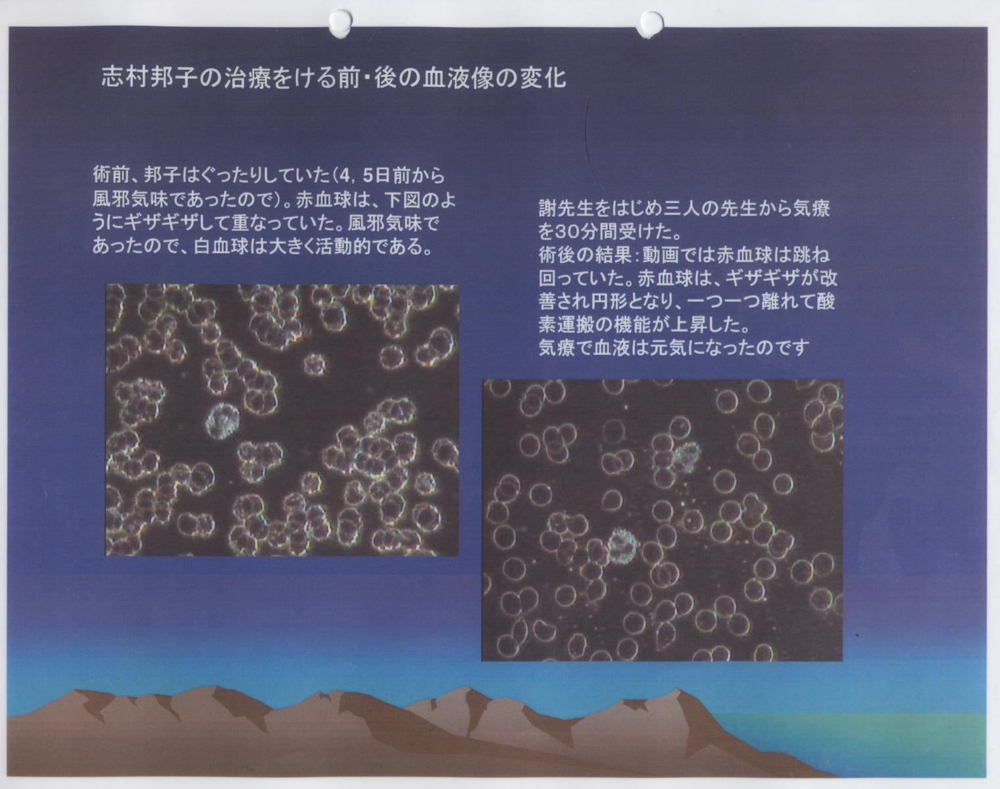 志村邦子の治療をける前・後の血液像の変化
術前、邦子はぐったりしていた(4, 5日前から
風邪気味であったので)。赤血球は、下図のよ
うにギザギザして重なっていた。風邪気味で
あったので、白血球は大きく活動的である。
謝先生をはじめ三人の先生から気療
を30分間受けた。
術後の結果:動画では赤血球は跳ね
回っていた。赤血球は、ギザギザが改
善され円形となり、一つ一つ離れて酸
素運搬の機能が上昇した。
気療で血液は元気になったのです